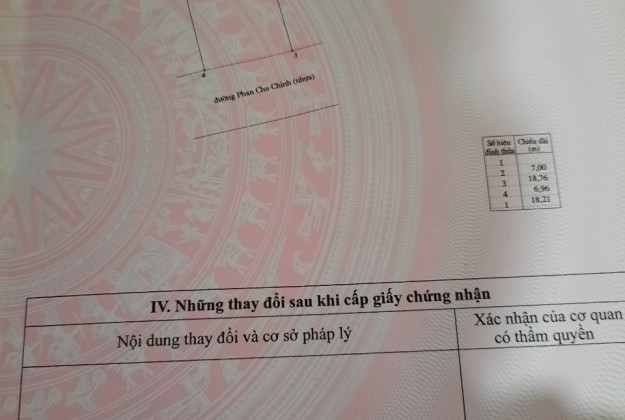 3
4
đường Phan Chu Chinh (nhựa)
Số hiệu đỉnh thửa | Chiều dài (m)
1
7,00
2
18,76
3
6,96
4
18,21
1
IV. Những thay đổi sau khi cấp giấy chứng nhận
Nội dung thay đổi và cơ sở pháp lý
Xác nhận của cơ quan
có thẩm quyền